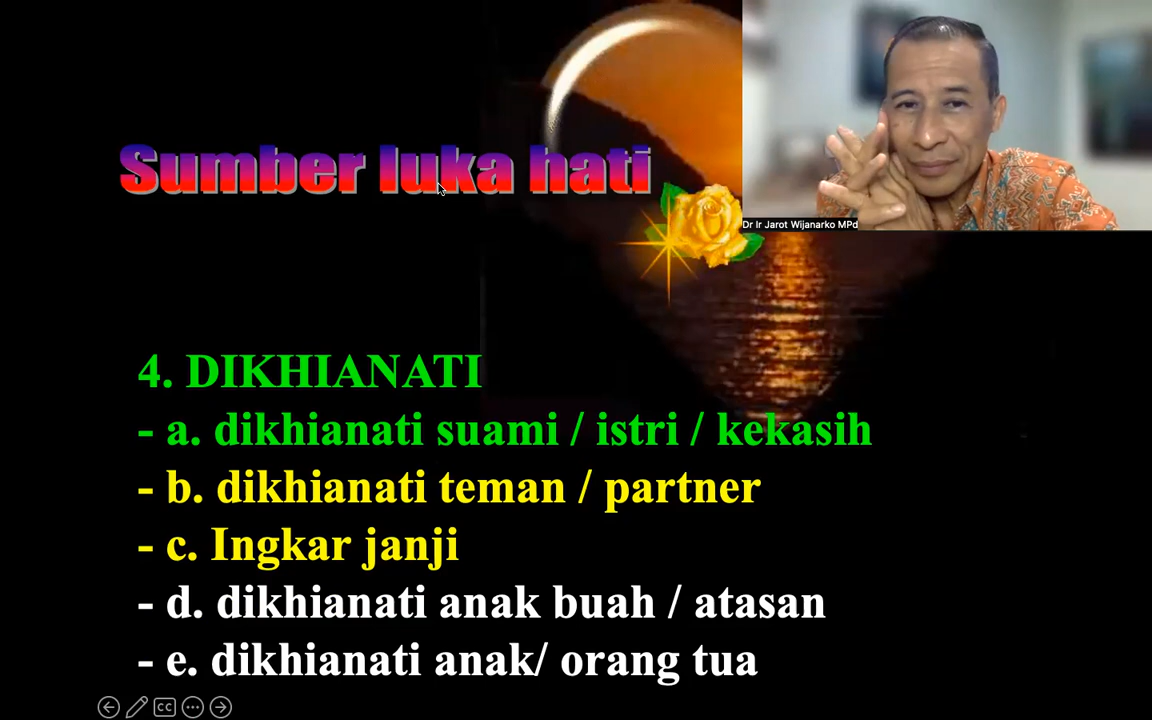 Sumber luka hati
Dr Ir Jarot Wijanarko MPd
4. DIKHIANATI
- a. dikhianati suami / istri / kekasih
- b. dikhianati teman / partner
- c. Ingkar janji
- d. dikhianati anak buah / atasan
- e. dikhianati anak/ orang tua
CC